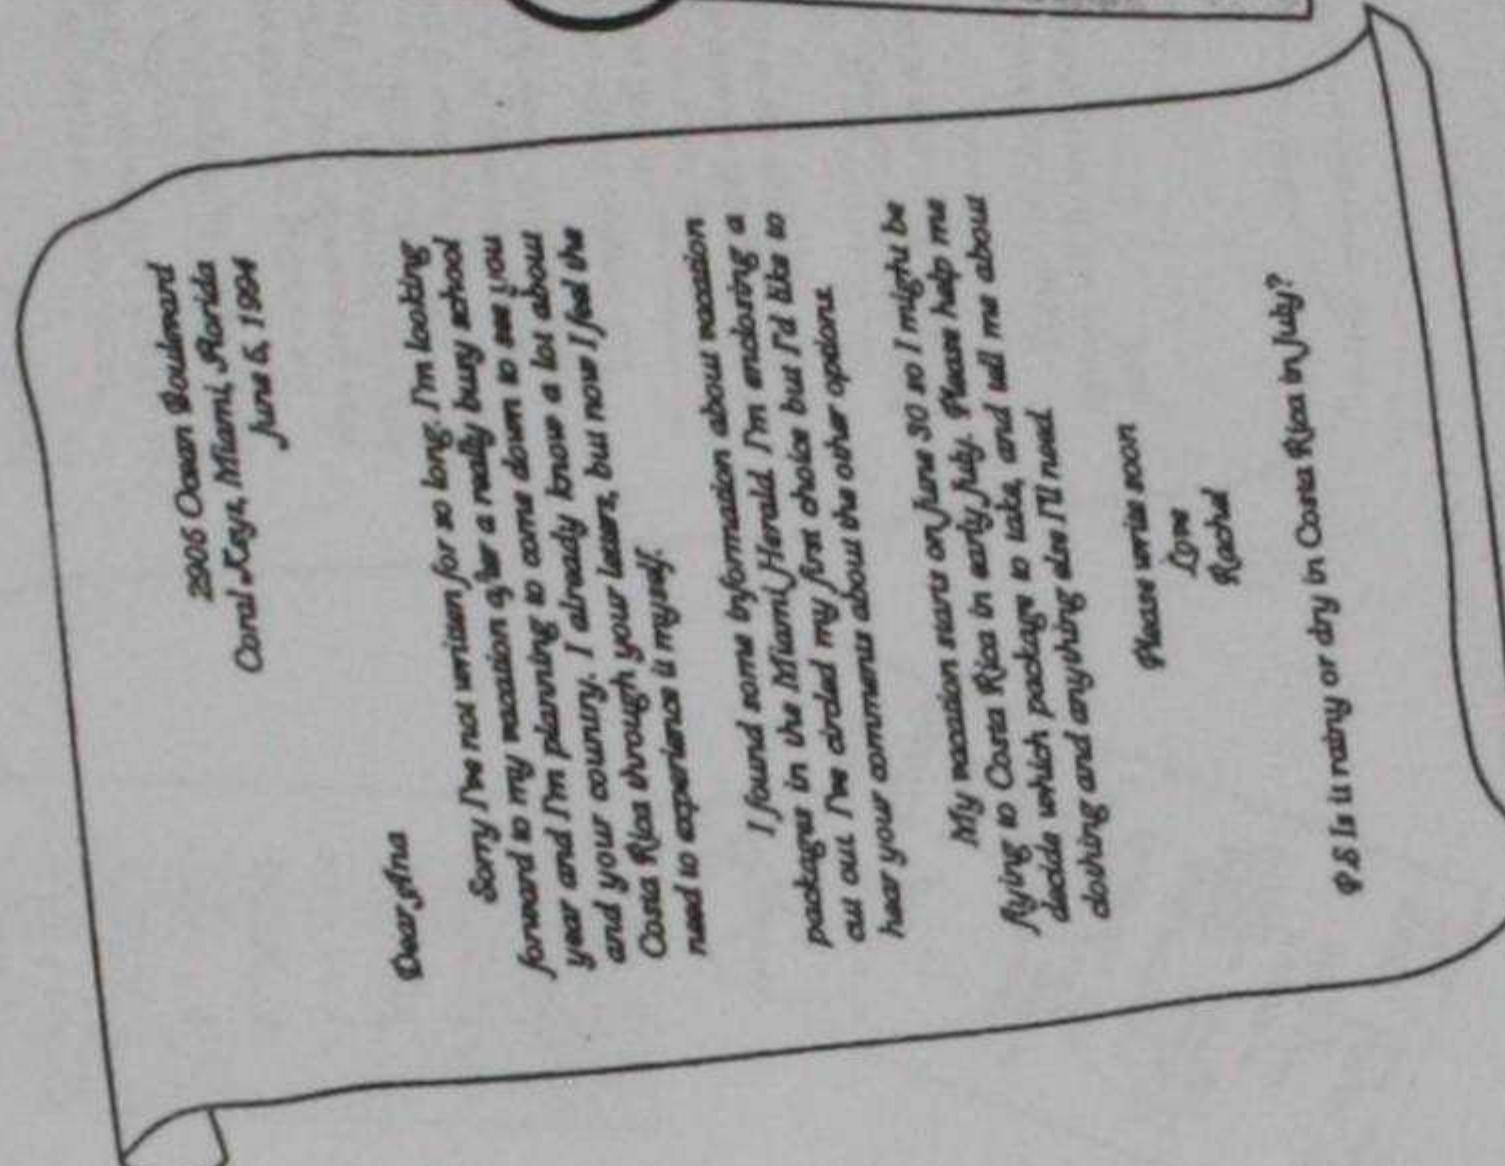 2906 Ocean Boulevard
Coral Keys, Miami, Florida
June 6, 1994
Dear Ana
Sorry I've not written for so long. I'm looking
forward to my vacation after a really busy school
year and I'm planning to come down to see you
and your country. I already know a lot about
Costa Rica through your letters, but now I feel the
need to experience it myself.
I found some information about vacation
packages in the Miami Herald. I'm enclosing a
cut out. I've circled my first choice but I'd like to
hear your comments about the other options.
My vacation starts on June 30 so I might be
flying to Costa Rica in early July. Please help me
decide which package to take, and tell me about
clothing and anything else I'll need.
Please write soon
Love
Rachel
P.S Is it rainy or dry in Costa Rica in July?